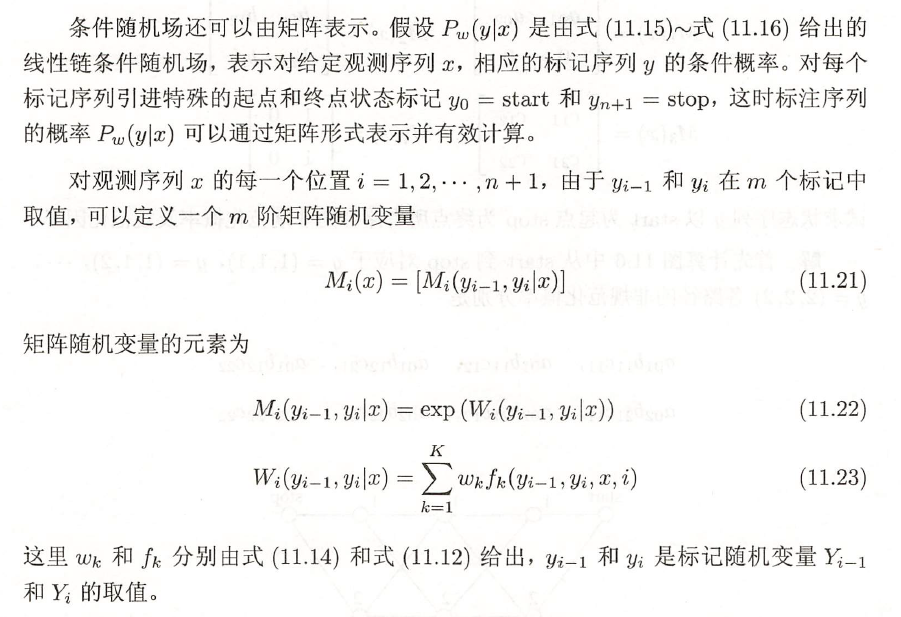 条件随机场还可以由矩阵表示。假设 P_w(y|x) 是由式 (11.15)~式 (11.16) 给出的
线性链条件随机场，表示对给定观测序列 x，相应的标记序列 y 的条件概率。对每个
标记序列引进特殊的起点和终点状态标记 y_0 = start 和 y_{n+1} = stop，这时标注序列
的概率 P_w(y|x) 可以通过矩阵形式表示并有效计算。
对观测序列 x 的每一个位置 i = 1, 2, ⋯, n + 1，由于 y_{i-1} 和 y_i 在 m 个标记中
取值，可以定义一个 m 阶矩阵随机变量
M_i(x) = [M_i(y_{i-1}, y_i|x)] (11.21)
矩阵随机变量的元素为
M_i(y_{i-1}, y_i|x) = exp (W_i(y_{i-1}, y_i|x)) (11.22)
W_i(y_{i-1}, y_i|x) = \sum_{k=1}^{K} w_k f_k(y_{i-1}, y_i, x, i) (11.23)
这里 w_k 和 f_k 分别由式 (11.14) 和式 (11.12) 给出，y_{i-1} 和 y_i 是标记随机变量 Y_{i-1}
和 Y_i 的取值。